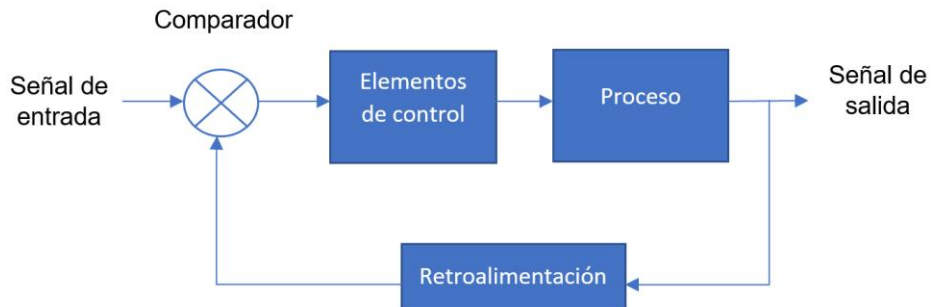 Comparador
Señal de
entrada
Elementos
de control
Proceso
Señal de
salida
Retroalimentación